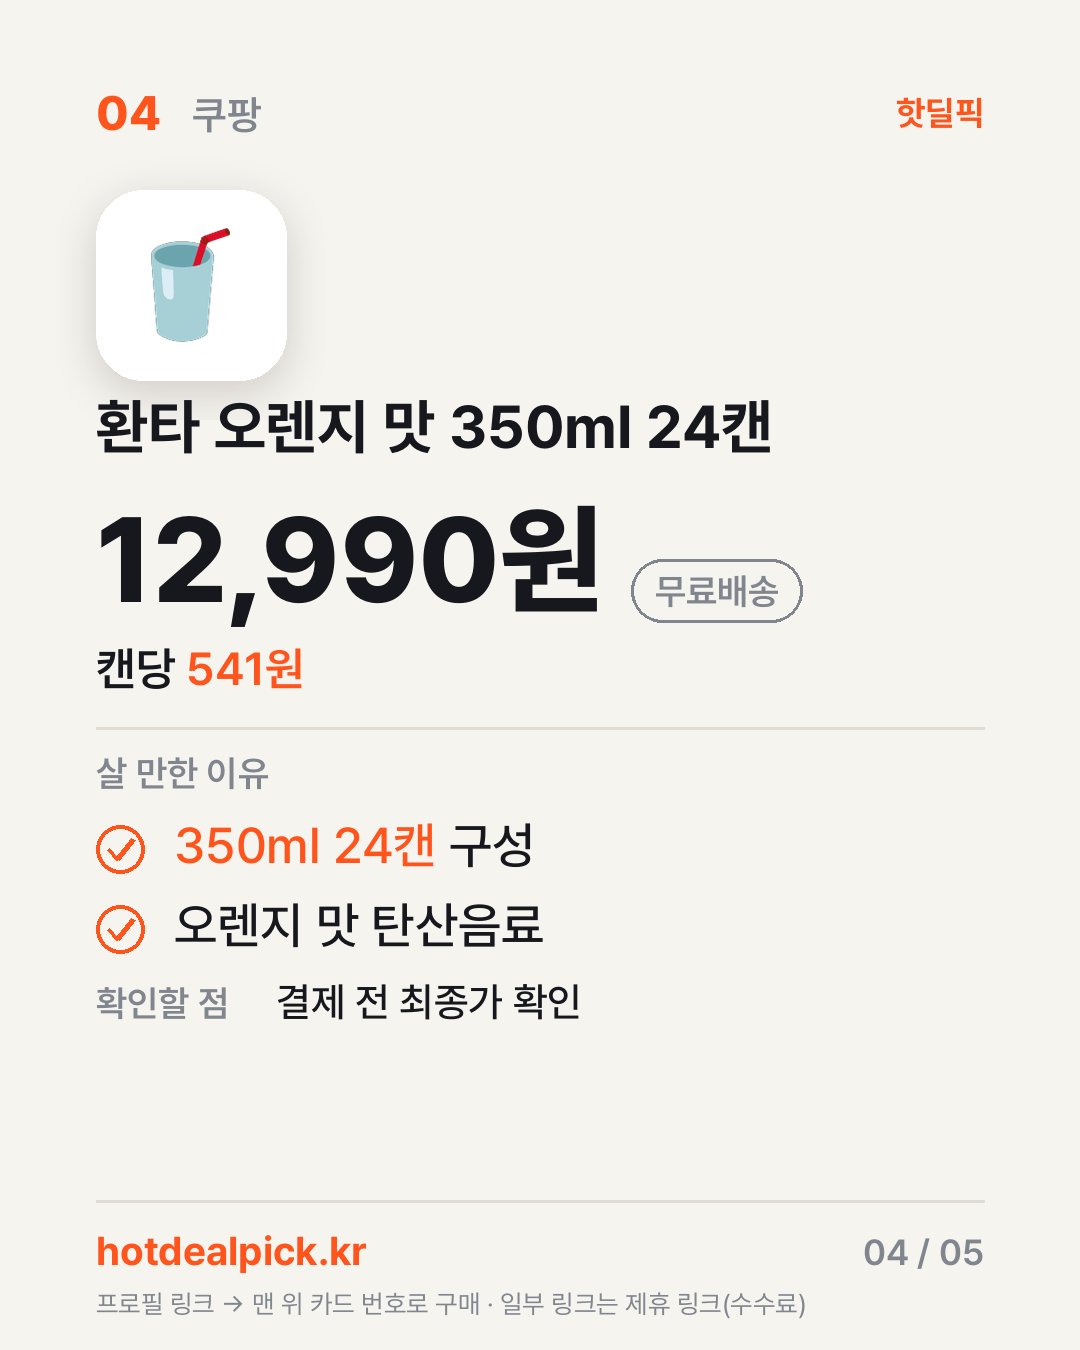 04 쿠팡
핫딜픽
환타 오렌지 맛 350ml 24캔
12,990원 무료배송
캔당 541원
살 만한 이유
350ml 24캔 구성
오렌지 맛 탄산음료
확인할 점 결제 전 최종가 확인
hotdealpick.kr
04 / 05
프로필 링크 → 맨 위 카드 번호로 구매 · 일부 링크는 제휴 링크(수수료)